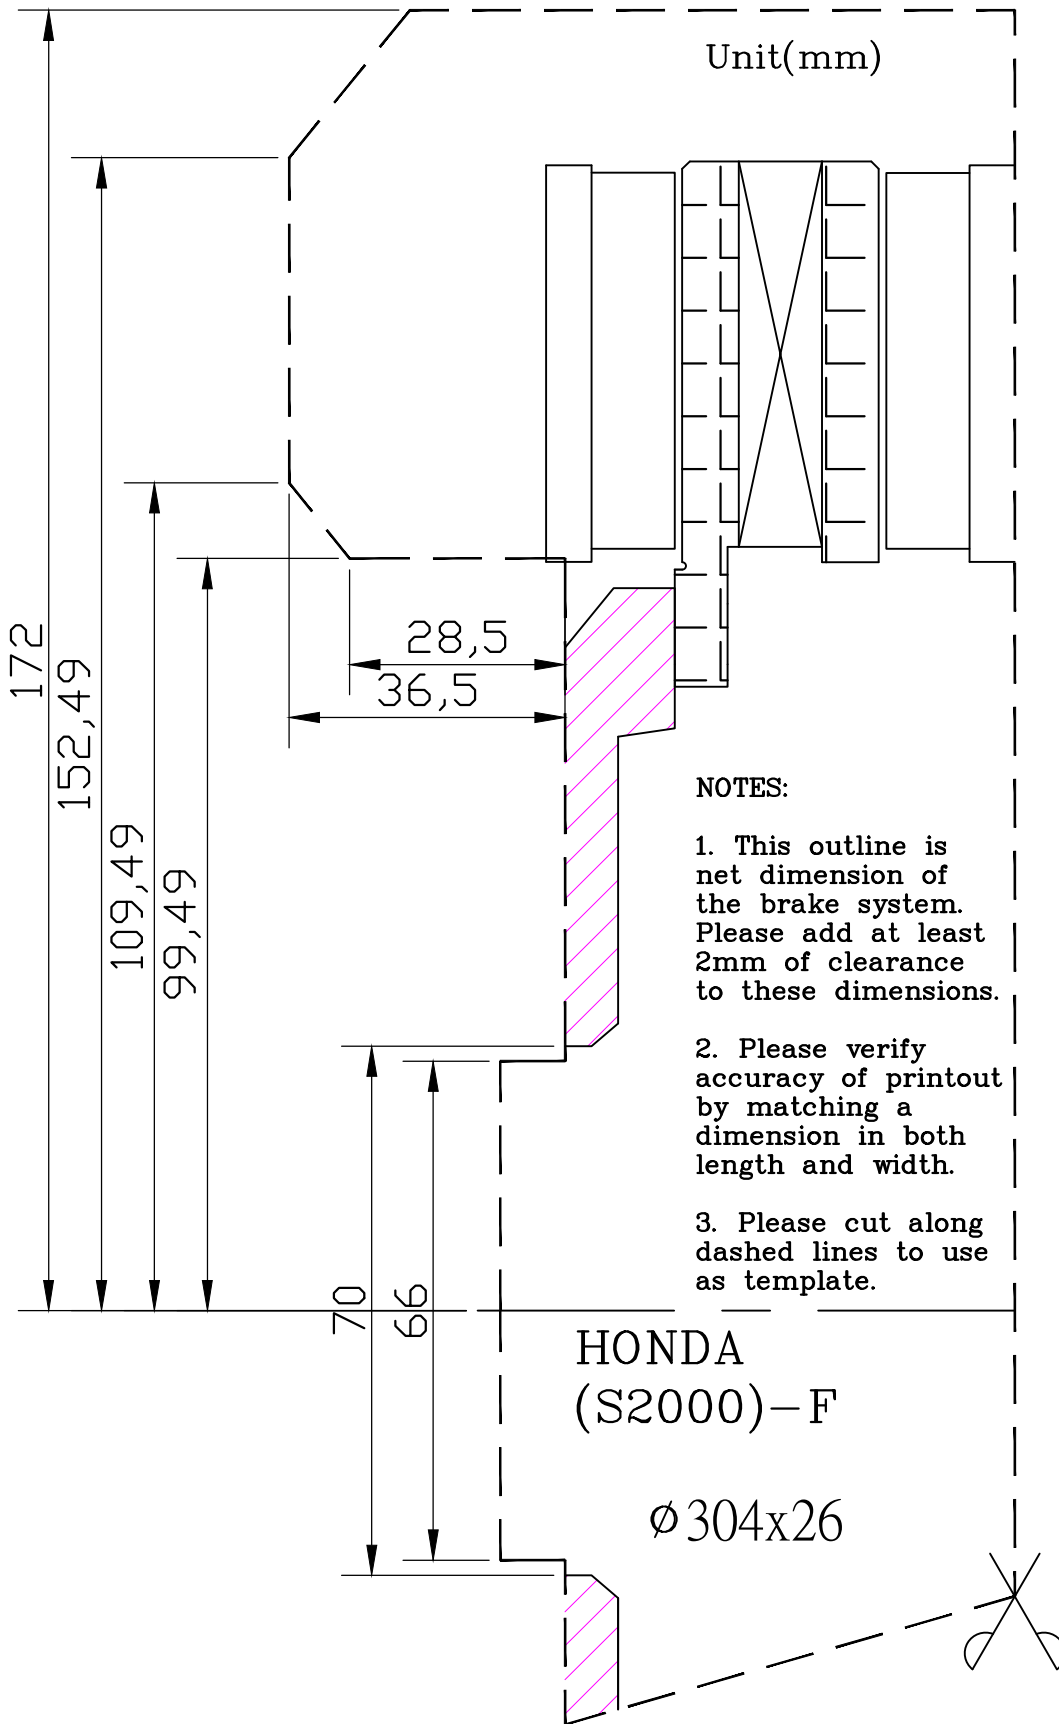 Unit(mm)
172
152,49
109,49
99,49
28,5
36,5
NOTES:
1. This outline is
net dimension of
the brake system.
Please add at least
2mm of clearance
to these dimensions.
2. Please verify
accuracy of printout
by matching a
dimension in both
length and width.
3. Please cut along
dashed lines to use
as template.
70
66
HONDA
(S2000)-F
Ø304x26